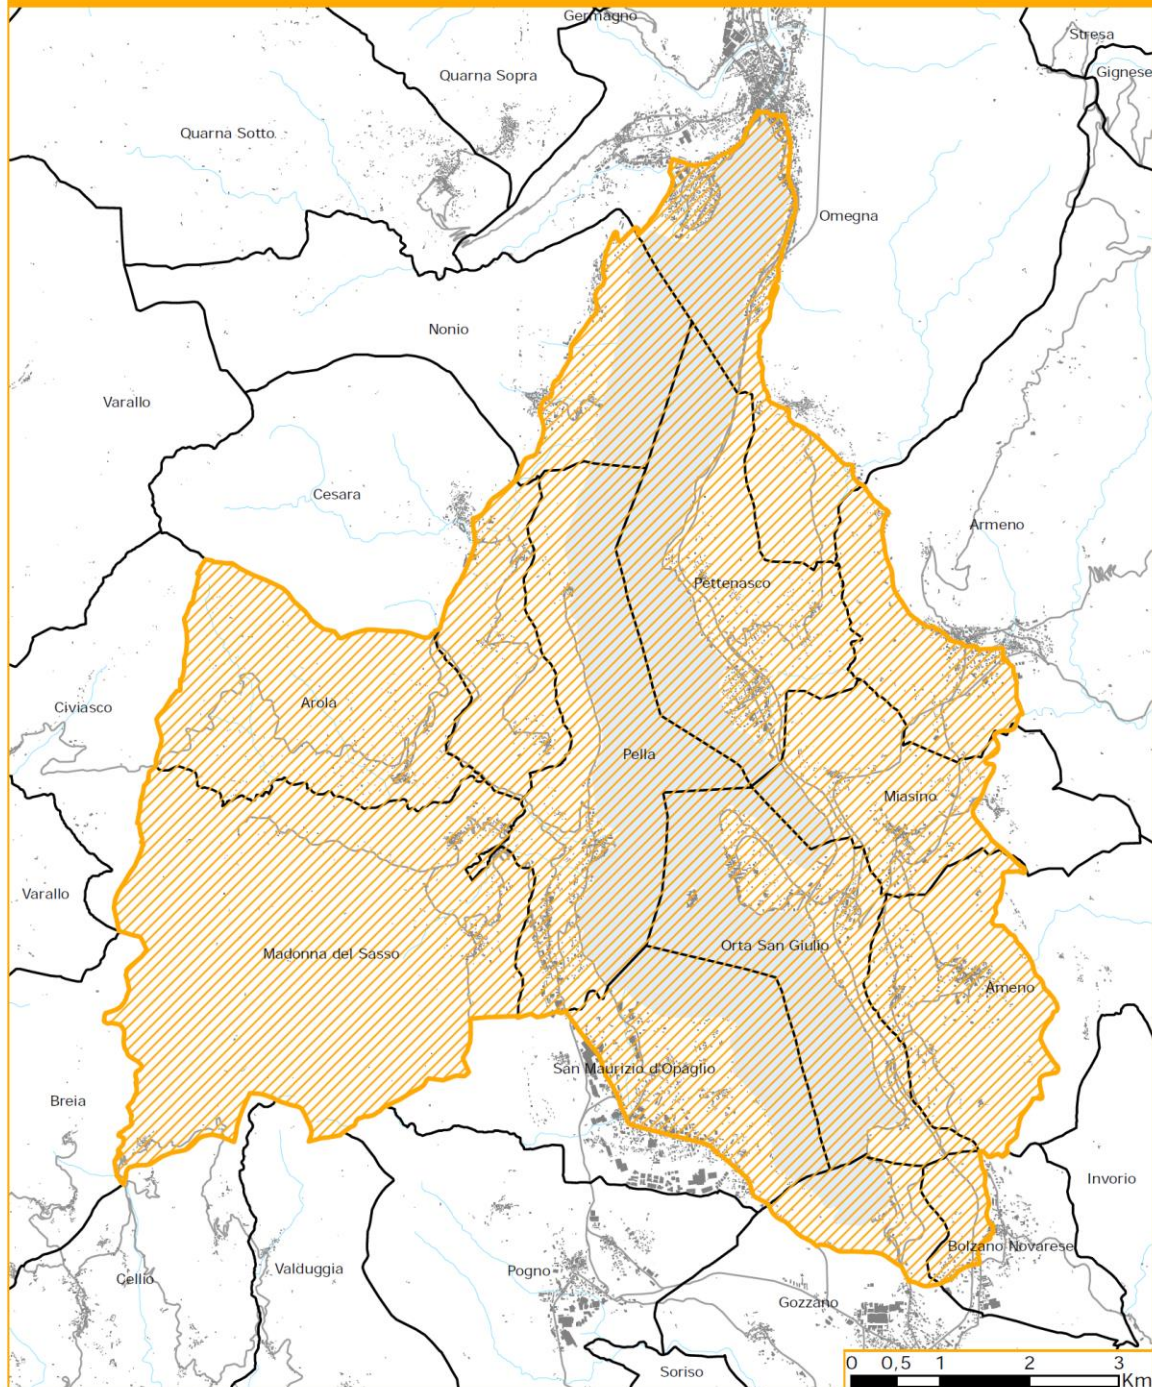 Germagno
Stresa
Quarna Sopra
Gignese
Quarna Sotto
Omegna
Nonio
Varallo
Cesara
Armeno
Pettenasco
Arola
Civiasco
Pella
Miasino
Varallo
Orta San Giulio
Madonna del Sasso
Ameno
San Maurizio d'Opaglio
Breia
Invorio
Bolzano Novarese
Valduggia
Pogno
Cellio
Gozzano
Soriso
0 0,5 1 2 3
Km